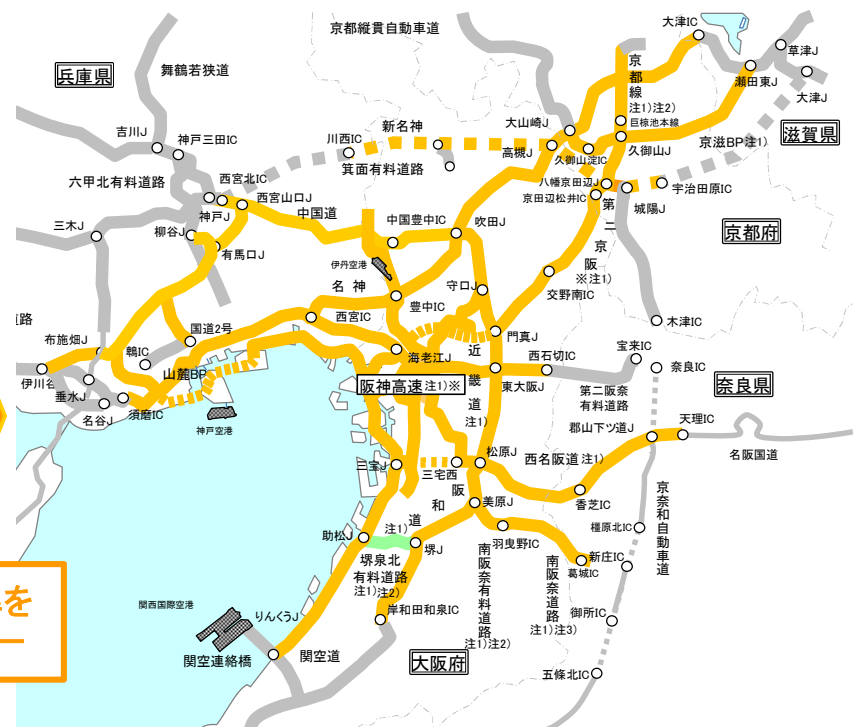 京都縦貫自動車道
大津IC
草津J
兵庫県
舞鶴若狭道
京都線
注1)注2)
瀬田東J
大津J
新名神
大山崎J
巨椋池本線
吉川J
神戸三田IC
川西IC
高槻J
久御山淀IC
久御山J
京滋BP注1)
滋賀県
箕面有料道路
六甲北有料道路
西宮北IC
西宮山口J
八幡京田辺J
宇治田原IC
神戸J
中国道
京田辺松井IC
城陽J
三木J
柳谷J
中国豊中IC
吹田J
第二京阪
※注1)
京都府
有馬口J
伊丹空港
名神
守口J
交野南IC
豊中IC
道路
布施畑J
国道2号
西宮IC
門真J
木津IC
鵯IC
海老江J
近畿道
注1)
西石切IC
宝来IC
奈良IC
伊川谷
山麓BP
阪神高速注1)※
東大阪J
第二阪奈
有料道路
奈良県
垂水J
名谷J
須磨IC
神戸空港
郡山下ツ道J
天理IC
松原J
西名阪道注1)
名阪国道
三宝J
三宅西
阪和道
注1)
美原J
香芝IC
京奈和自動車道
助松J
堺J
羽曳野IC
橿原北IC
堺泉北
有料道路
注1)注2)
南阪奈有料道路
注1)注2)
南阪奈道路
注1)注3)
新庄IC
葛城IC
を
関西国際空港
りんくうJ
岸和田和泉IC
御所IC
関空連絡橋
関空道
大阪府
五條北IC